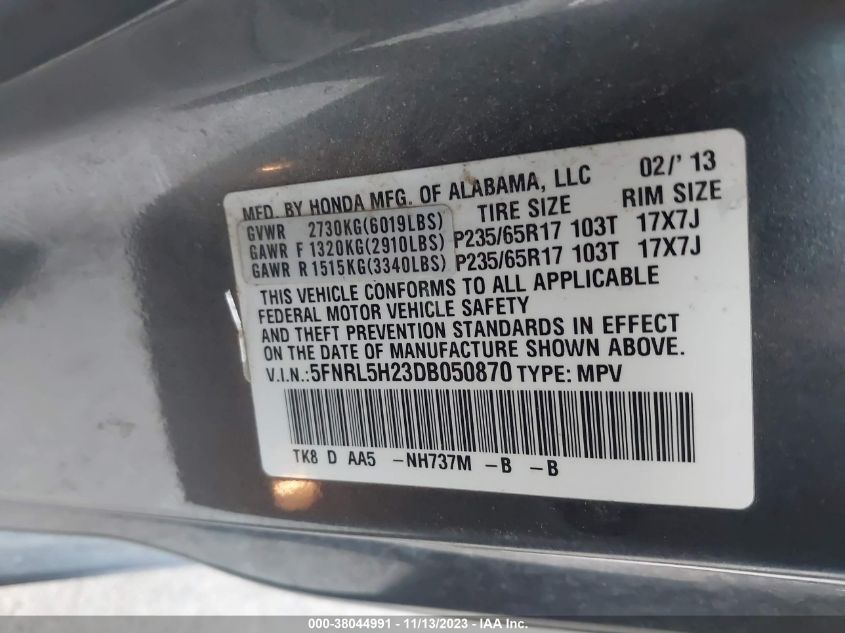 MFD. BY HONDA MFG. OF ALABAMA, LLC 02/' 13
GVWR 2730KG(6019LBS) TIRE SIZE RIM SIZE
GAWR F 1320KG(2910LBS) P235/65R17 103T 17X7J
GAWR R 1515KG(3340LBS) P235/65R17 103T 17X7J
THIS VEHICLE CONFORMS TO ALL APPLICABLE
FEDERAL MOTOR VEHICLE SAFETY
AND THEFT PREVENTION STANDARDS IN EFFECT
ON THE DATE OF MANUFACTURE SHOWN ABOVE.
V.I.N.:5FNRL5H23DB050870 TYPE: MPV
TK8 D AA5 -NH737M -B -B
000-38044991 - 11/13/2023 - IAA Inc.